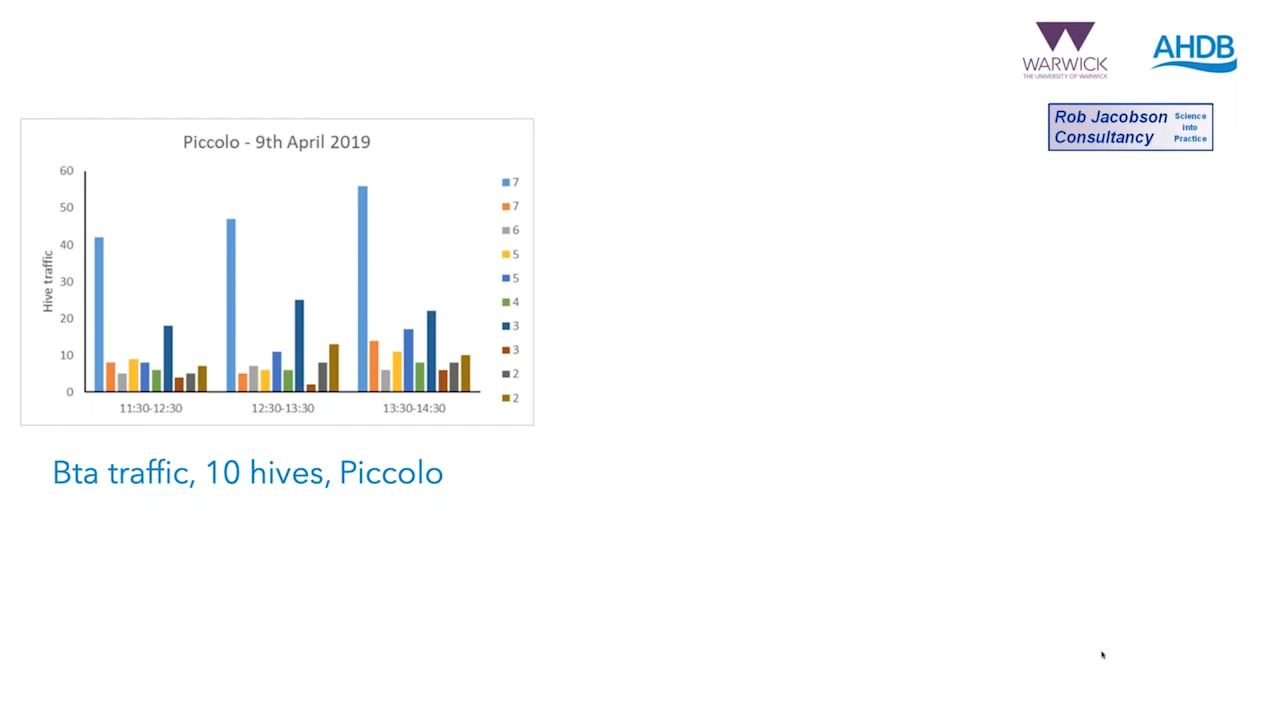 WARWICK
THE UNIVERSITY OF WARWICK
AHDB
Rob Jacobson
Consultancy
Science
into
Practice
Piccolo - 9th April 2019
Hive traffic
60
50
40
30
20
10
0
11:30-12:30
12:30-13:30
13:30-14:30
7
7
6
5
5
4
3
3
2
2
Bta traffic, 10 hives, Piccolo